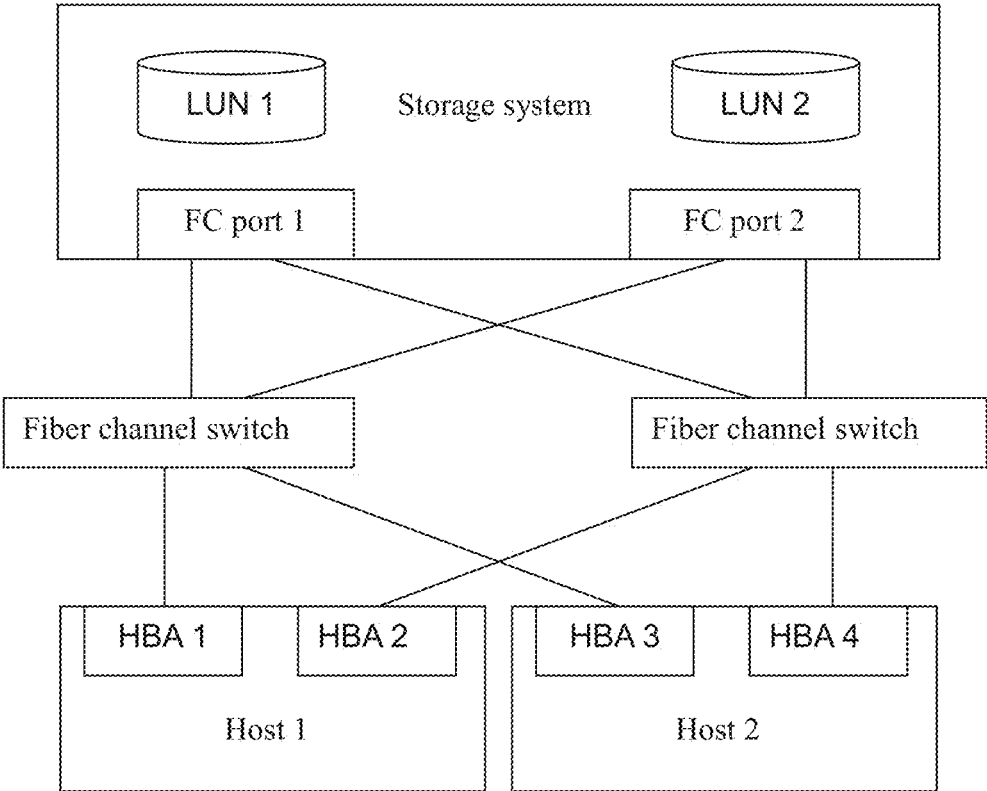 LUN 1
Storage system
LUN 2
FC port 1
FC port 2
Fiber channel switch
Fiber channel switch
HBA 1
HBA 2
HBA 3
HBA 4
Host 1
Host 2